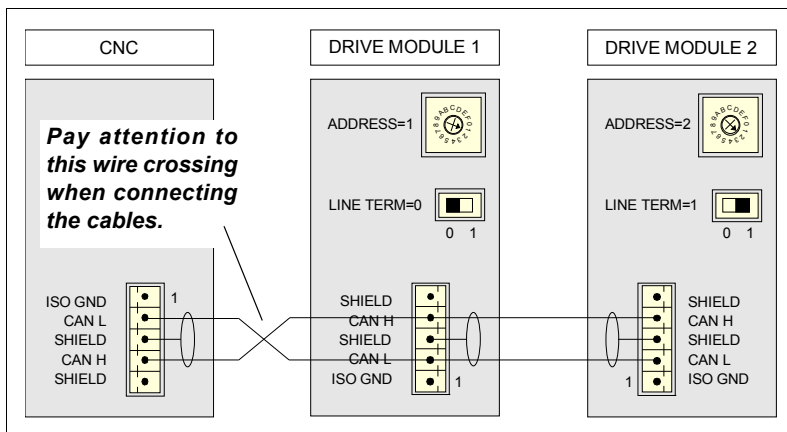 CNC
DRIVE MODULE 1
DRIVE MODULE 2
Pay attention to
this wire crossing
when connecting
the cables.
ADDRESS=1
0123456789ABCDEF
ADDRESS=2
0123456789ABCDEF
LINE TERM=0
0 1
LINE TERM=1
0 1
ISO GND
CAN L
SHIELD
CAN H
SHIELD
1
SHIELD
CAN H
SHIELD
CAN L
ISO GND
1
SHIELD
CAN H
SHIELD
CAN L
ISO GND
1